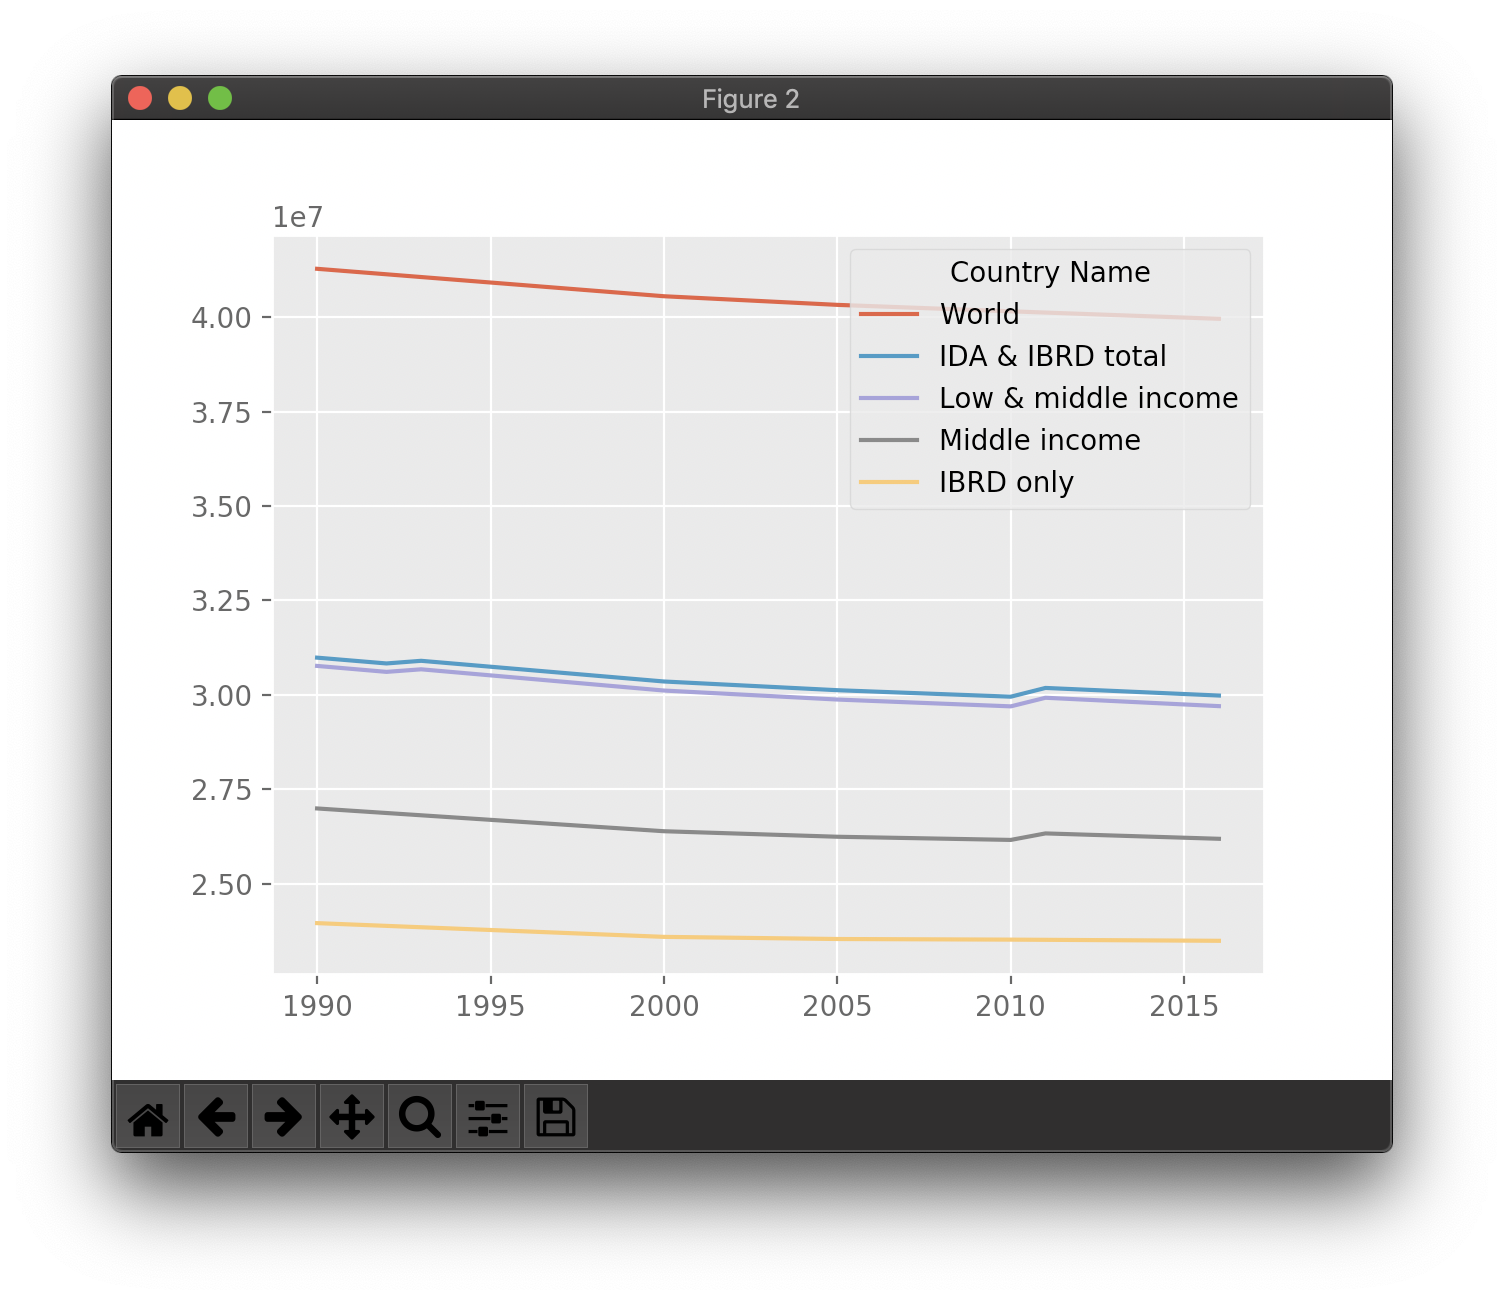 Figure 2
1e7
4.00
3.75
3.50
3.25
3.00
2.75
2.50
Country Name
World
IDA & IBRD total
Low & middle income
Middle income
IBRD only
1990 1995 2000 2005 2010 2015